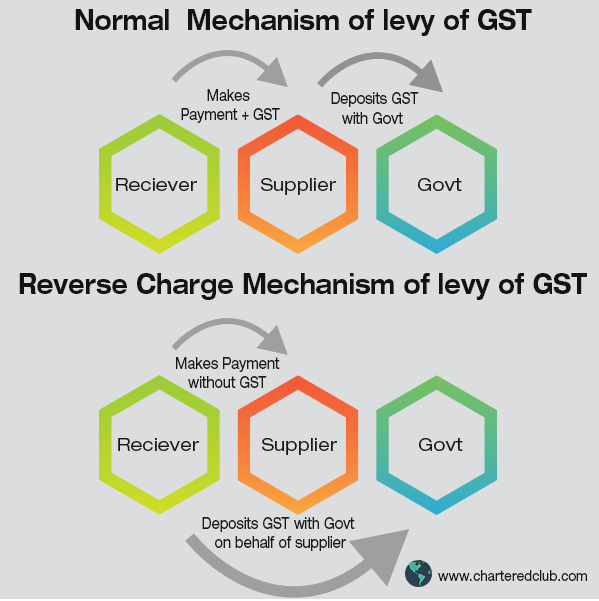 Normal Mechanism of levy of GST
Makes
Payment + GST
Deposits GST
with Govt
Reciever
Supplier
Govt
Reverse Charge Mechanism of levy of GST
Makes Payment
without GST
Reciever
Supplier
Govt
Deposits GST with Govt
on behalf of supplier
www.charteredclub.com